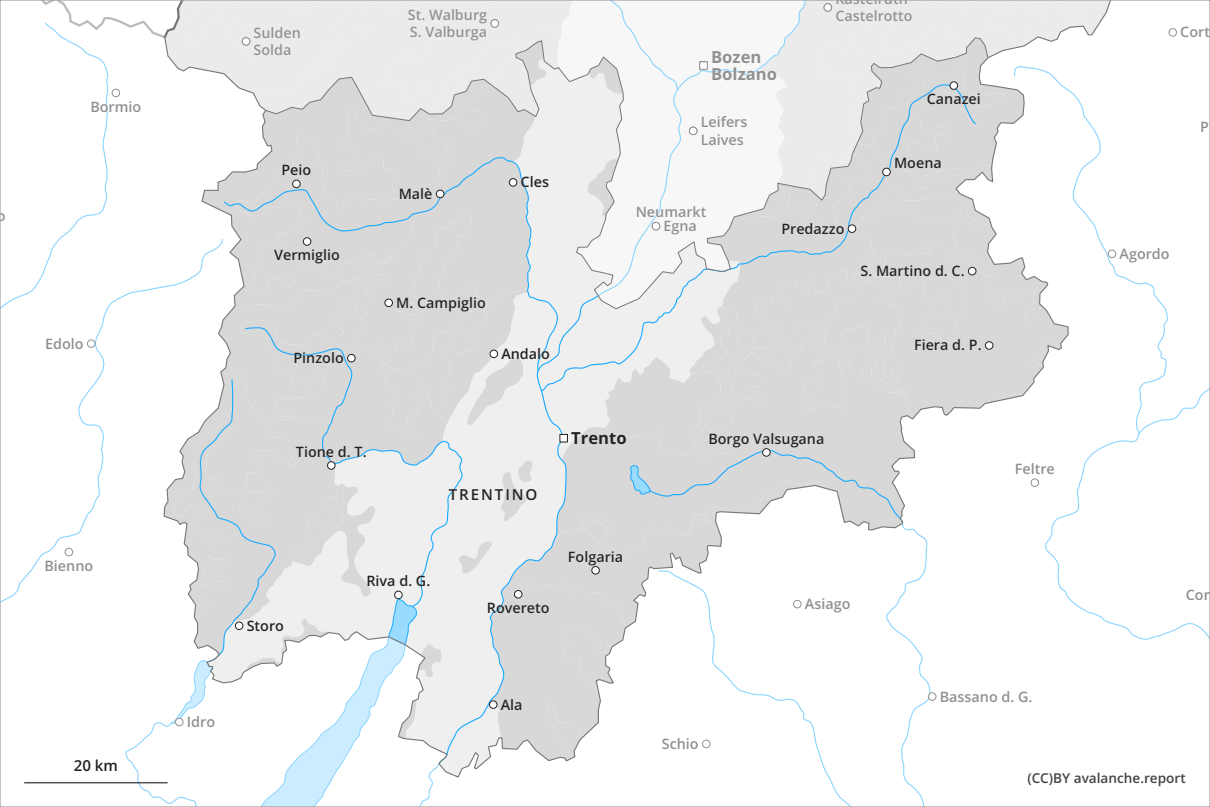 Kastelruth
Castelrotto
St. Walburg
S. Valburga
Sulden
Solda
Cort
Bozen
Bolzano
Bormio
Canazei
Leifers
Laives
P
Moena
Peio
Malè
Cles
Neumarkt
Egna
Predazzo
Vermiglio
Agordo
S. Martino d. C.
M. Campiglio
Edolo
Fiera d. P.
Pinzolo
Andalo
Trento
Borgo Valsugana
Tione d. T.
Feltre
TRENTINO
Bienno
Folgaria
Riva d. G.
Cor
Asiago
Rovereto
Storo
Bassano d. G.
Ala
Idro
Schio
20 km
(CC)BY avalanche.report